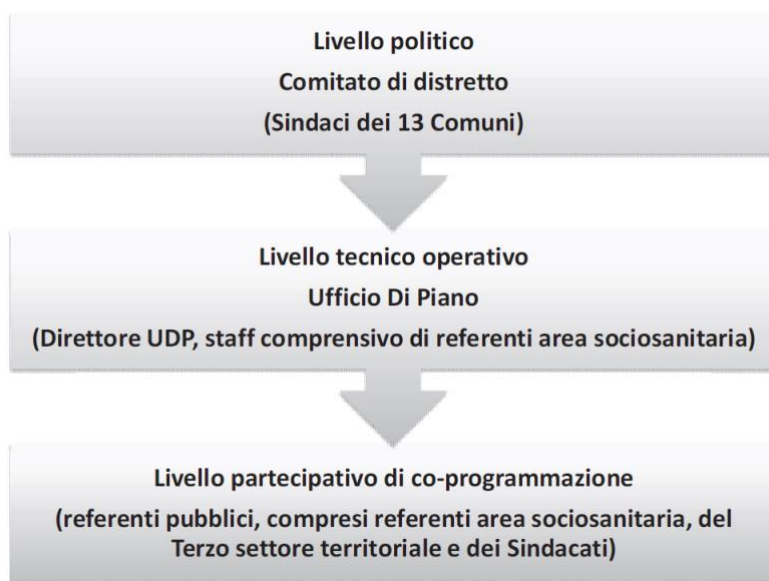 Livello politico
Comitato di distretto
(Sindaci dei 13 Comuni)
Livello tecnico operativo
Ufficio Di Piano
(Direttore UDP, staff comprensivo di referenti area sociosanitaria)
Livello partecipativo di co-programmazione
(referenti pubblici, compresi referenti area sociosanitaria, del
Terzo settore territoriale e dei Sindacati)